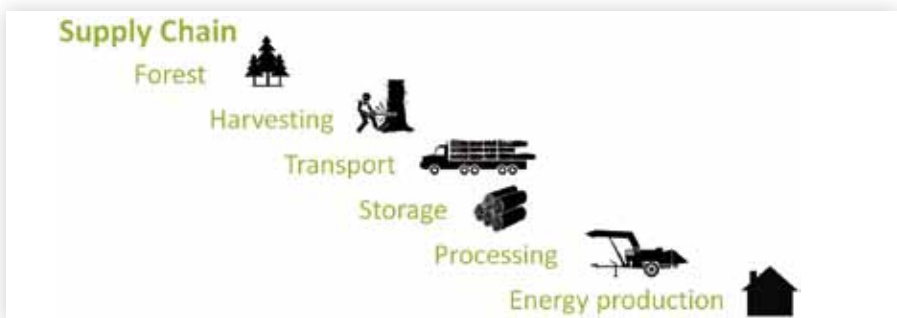 Supply Chain
Forest
Harvesting
Transport
Storage
Processing
Energy production